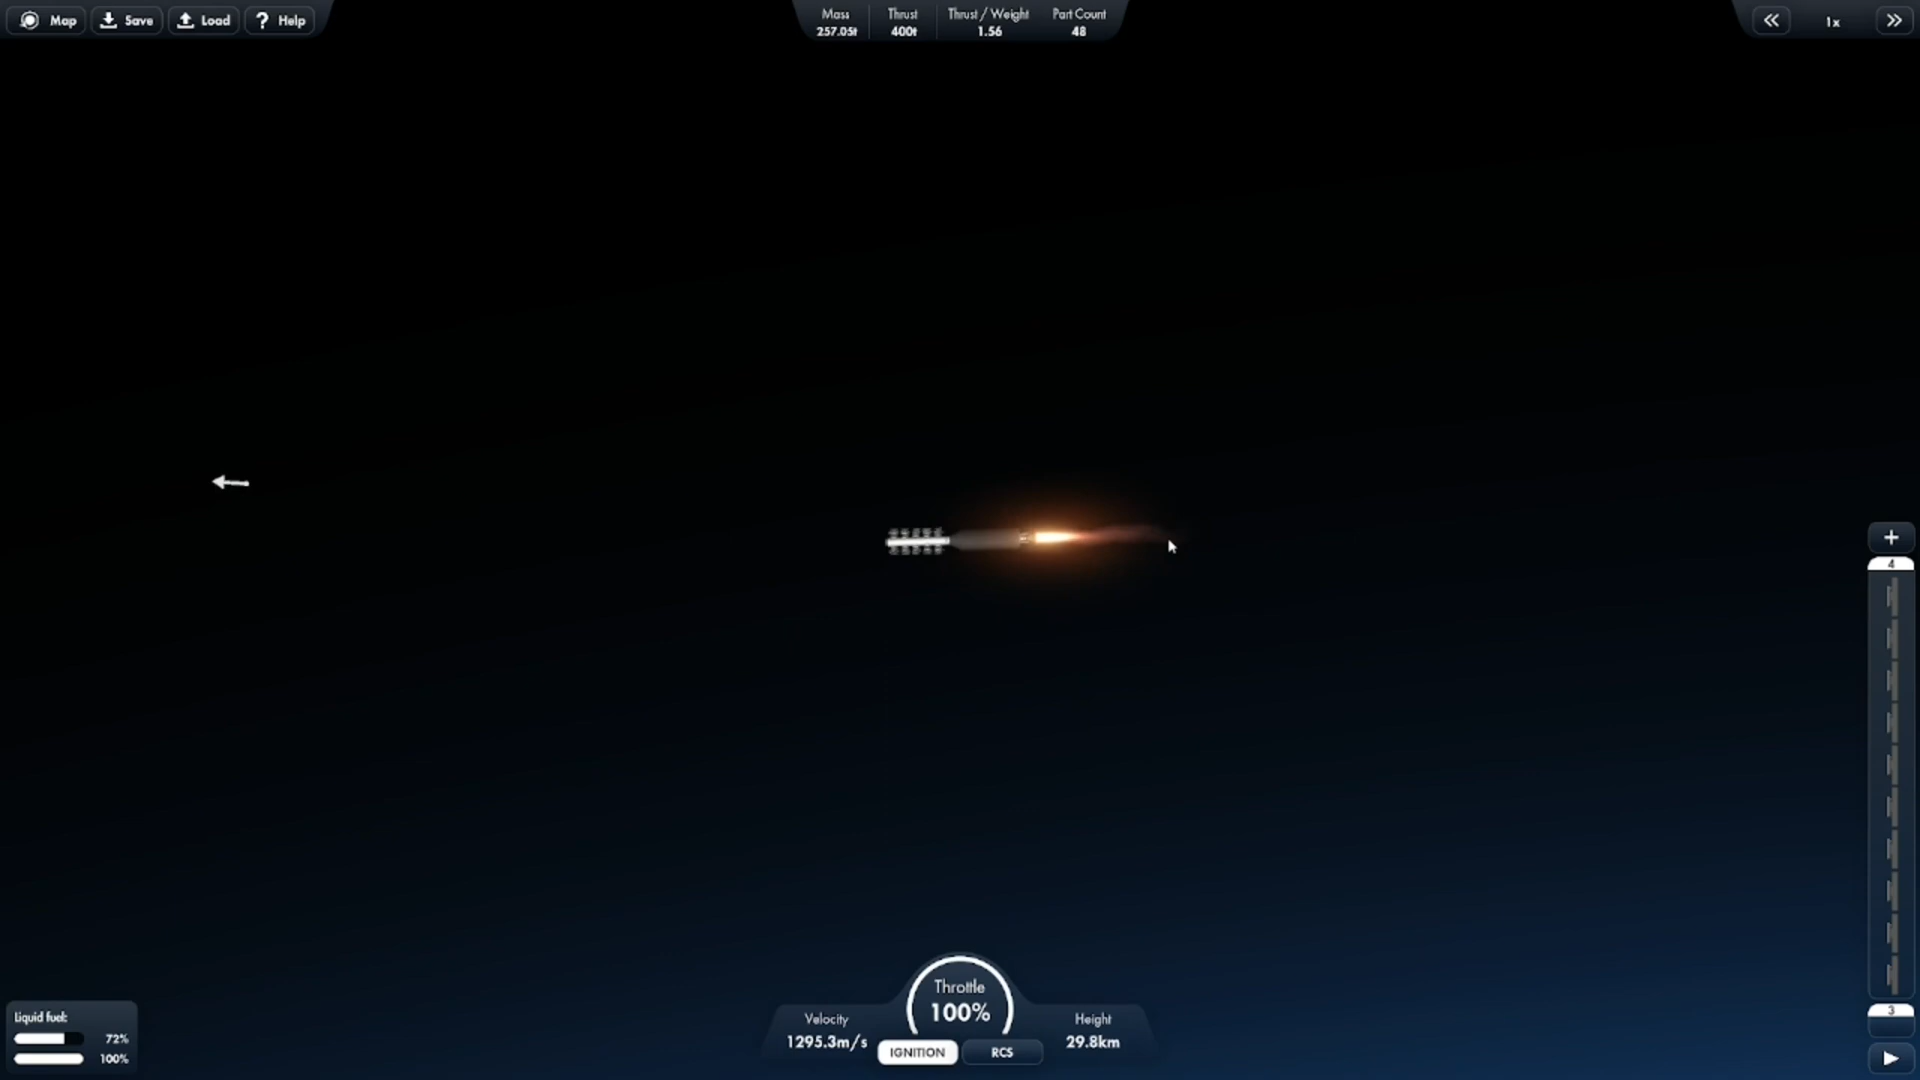 Map Save Load Help
Mass Thrust Thrust / Weight Part Count
257.05t 400t 1.56 48
1x
4
3
Throttle
100%
Velocity Height
1295.3m/s 29.8km
IGNITION RCS
Liquid fuel:
72%
100%